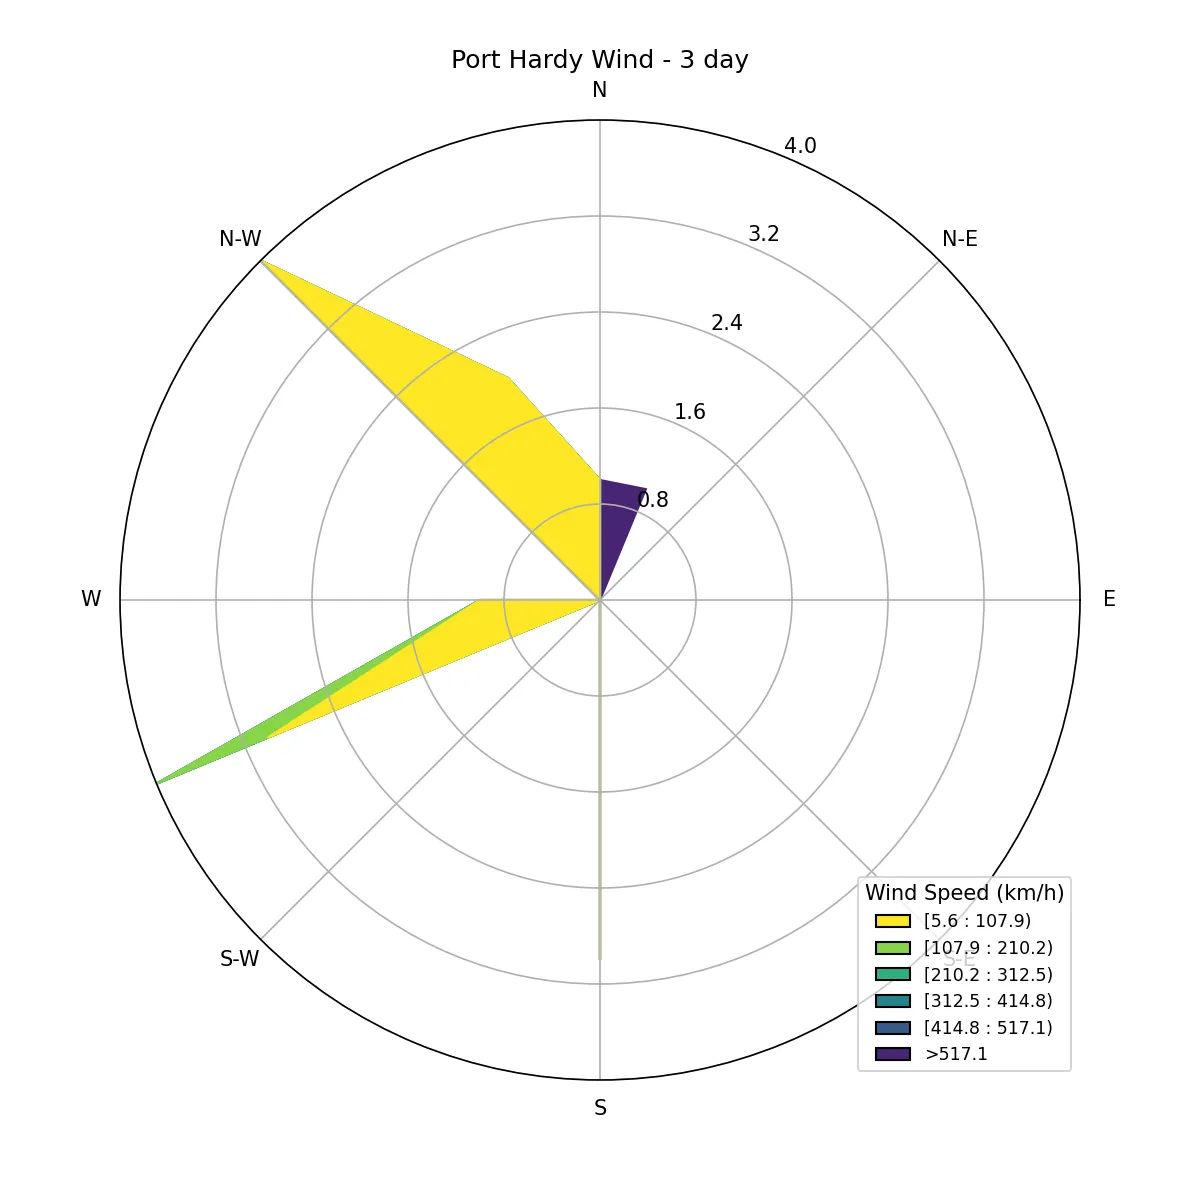 Port Hardy Wind - 3 day
N
4.0
N-W
3.2
N-E
2.4
1.6
0.8
W
E
S-W
S-E
S
Wind Speed (km/h)
[5.6 : 107.9)
[107.9 : 210.2)
[210.2 : 312.5)
[312.5 : 414.8)
[414.8 : 517.1)
>517.1